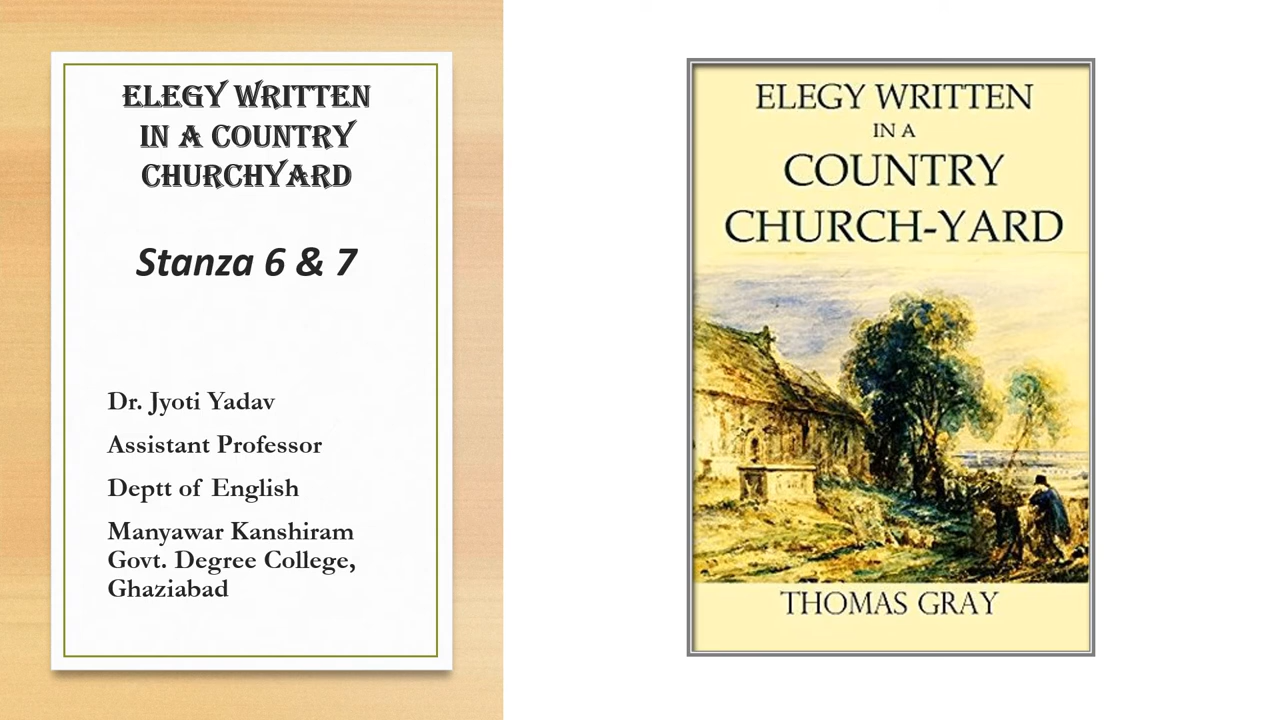 ELEGY WRITTEN
IN A COUNTRY
CHURCHYARD
Stanza 6 & 7
Dr. Jyoti Yadav
Assistant Professor
Deptt of English
Manyawar Kanshiram
Govt. Degree College,
Ghaziabad
ELEGY WRITTEN
IN A
COUNTRY
CHURCH-YARD
THOMAS GRAY